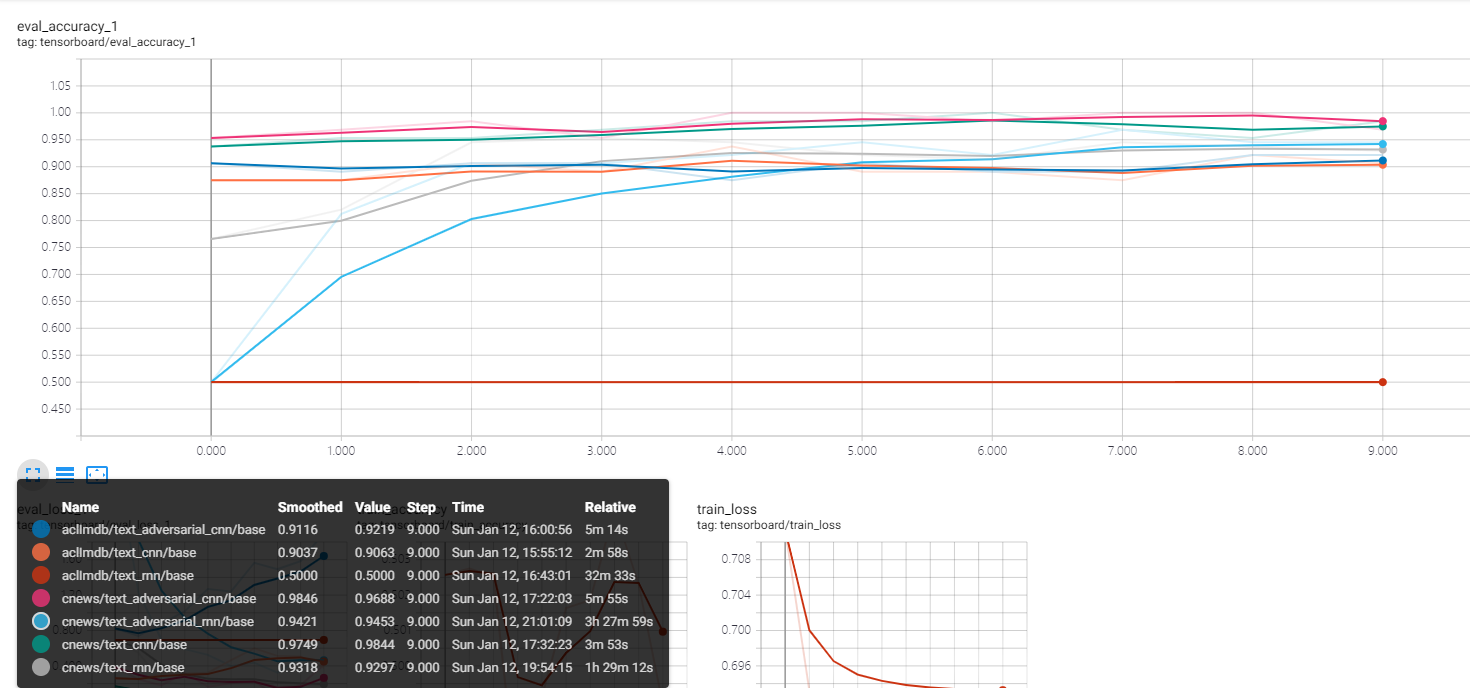 eval_accuracy_1
tag: tensorboard/eval_accuracy_1
1.05
1.00
0.950
0.900
0.850
0.800
0.750
0.700
0.650
0.600
0.550
0.500
0.450
0.000 1.000 2.000 3.000 4.000 5.000 6.000 7.000 8.000 9.000
Name Smoothed Value Step Time Relative
aclImdb/text_adversarial_cnn/base 0.9116 0.9219 9.000 Sun Jan 12, 16:00:56 5m 14s
aclImdb/text_cnn/base 0.9037 0.9063 9.000 Sun Jan 12, 15:55:12 2m 58s
aclImdb/text_rnn/base 0.5000 0.5000 9.000 Sun Jan 12, 16:43:01 32m 33s
cnews/text_adversarial_cnn/base 0.9846 0.9688 9.000 Sun Jan 12, 17:22:03 5m 55s
cnews/text_adversarial_rnn/base 0.9421 0.9453 9.000 Sun Jan 12, 21:01:09 3h 27m 59s
cnews/text_cnn/base 0.9749 0.9844 9.000 Sun Jan 12, 17:32:23 3m 53s
cnews/text_rnn/base 0.9318 0.9297 9.000 Sun Jan 12, 19:54:15 1h 29m 12s
train_loss
tag: tensorboard/train_loss
0.708
0.704
0.700
0.696